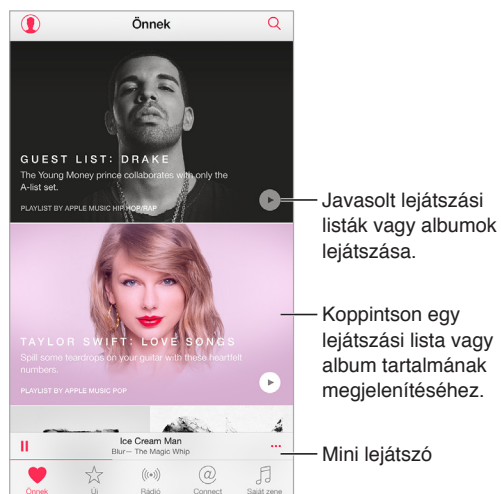 Önnek
GUEST LIST: DRAKE
The Young Money prince collaborates with only the
A-list set.
PLAYLIST BY APPLE MUSIC HIP HOP/RAP
Javasolt lejátszási
listák vagy albumok
lejátszása.
TAYLOR SWIFT: LOVE SONGS
Spill some teardrops on your guitar with these heartfelt
numbers.
PLAYLIST BY APPLE MUSIC POP
Koppintson egy
lejátszási lista vagy
album tartalmának
megjelenítéséhez.
Ice Cream Man
Blur— The Magic Whip
Mini lejátszó
Önnek Új Rádió Connect Saját zene